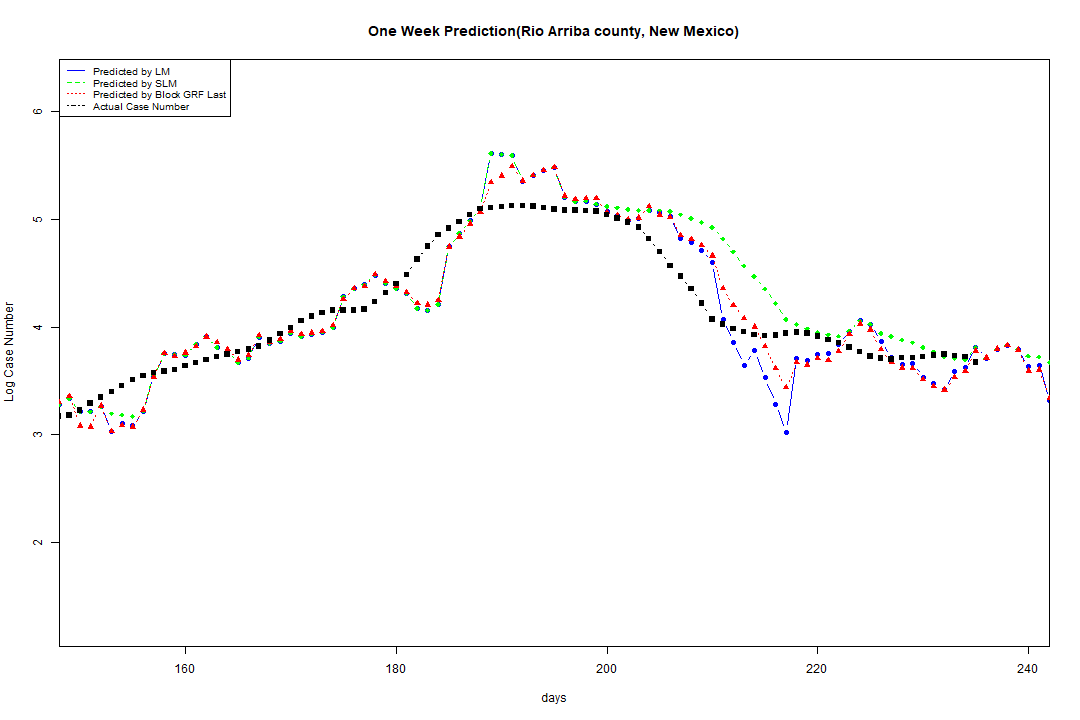 One Week Prediction(Rio Arriba county, New Mexico)
Predicted by LM
Predicted by SLM
Predicted by Block GRF Last
Actual Case Number
6
5
4
3
2
Log Case Number
160 180 200 220 240
days